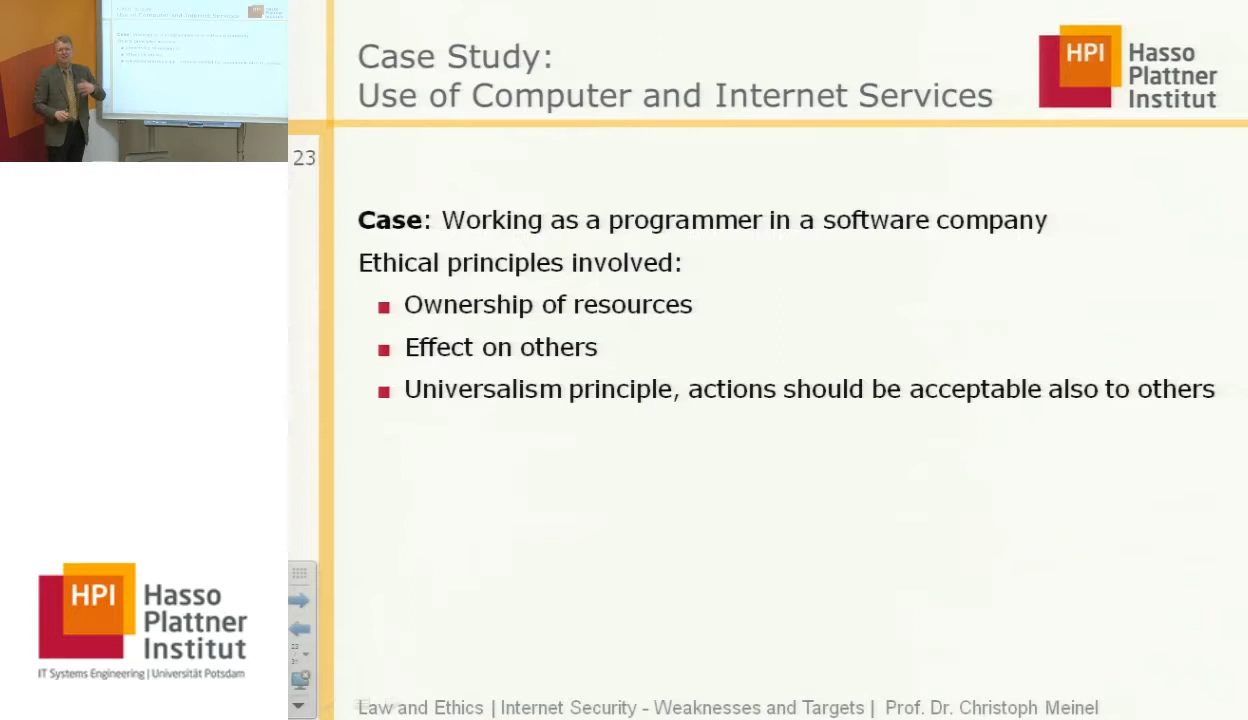 Case Study:
Use of Computer and Internet Services
HPI Hasso
Plattner
Institut
23
Case: Working as a programmer in a software company
Ethical principles involved:
Ownership of resources
Effect on others
Universalism principle, actions should be acceptable also to others
HPI Hasso
Plattner
Institut
IT Systems Engineering | Universität Potsdam
23
31
Law and Ethics | Internet Security - Weaknesses and Targets | Prof. Dr. Christoph Meinel